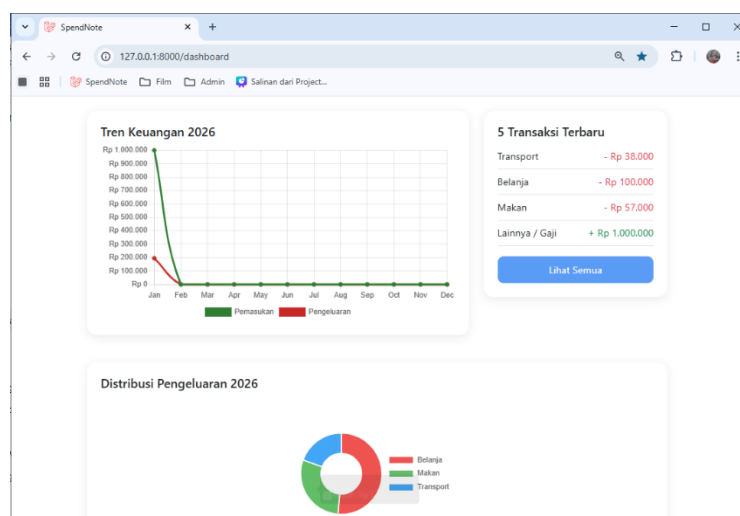 SpendNote
127.0.0.1:8000/dashboard
SpendNote Film Admin Salinan dari Project...
Tren Keuangan 2026
Rp 1.000.000
Rp 900.000
Rp 800.000
Rp 700.000
Rp 600.000
Rp 500.000
Rp 400.000
Rp 300.000
Rp 200.000
Rp 100.000
Rp 0
Jan Feb Mar Apr May Jun Jul Aug Sep Oct Nov Dec
Pemasukan Pengeluaran
5 Transaksi Terbaru
Transport - Rp 38.000
Belanja - Rp 100.000
Makan - Rp 57.000
Lainnya / Gaji + Rp 1.000.000
Lihat Semua
Distribusi Pengeluaran 2026
Belanja
Makan
Transport